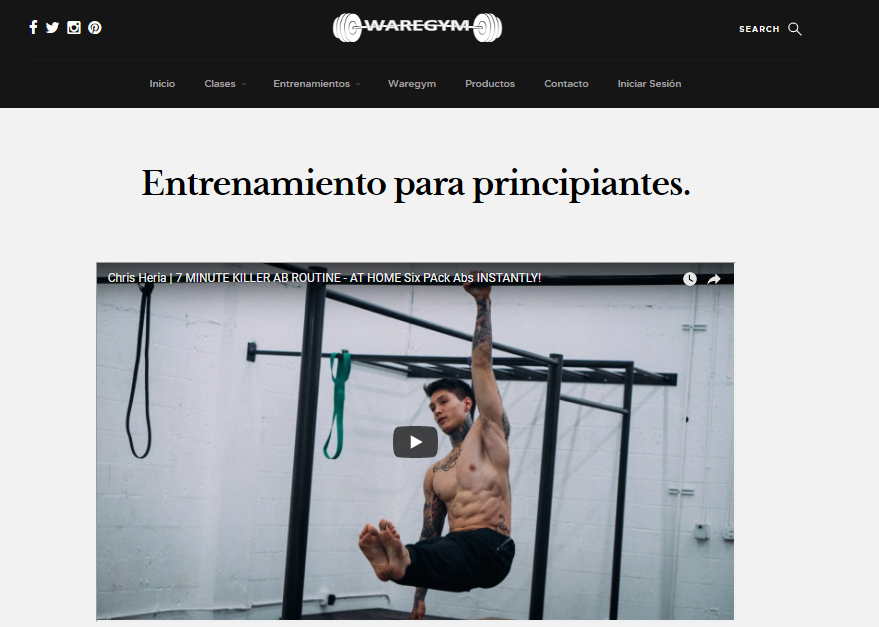 WAREGYM
SEARCH
Inicio Clases Entrenamientos Waregym Productos Contacto Iniciar Sesión
Entrenamiento para principiantes.
Chris Heria | 7 MINUTE KILLER AB ROUTINE - AT HOME Six PAck Abs INSTANTLY!